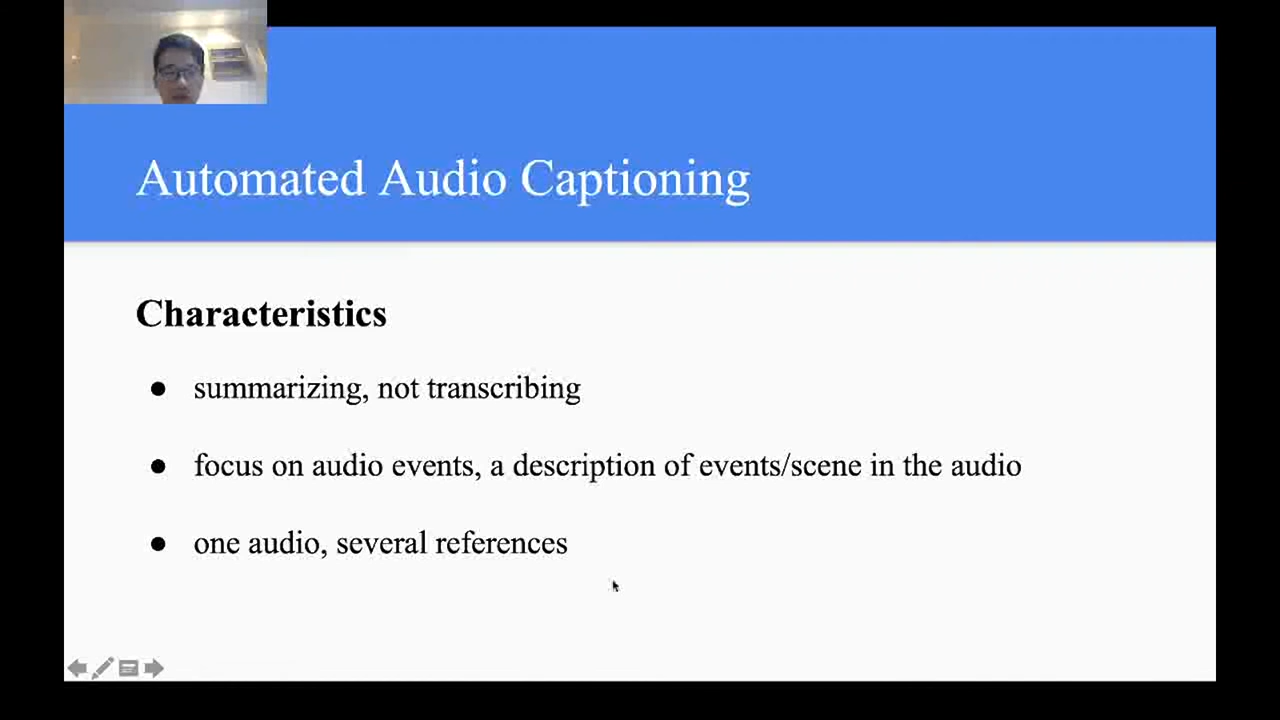 Automated Audio Captioning
Characteristics
● summarizing, not transcribing
● focus on audio events, a description of events/scene in the audio
● one audio, several references